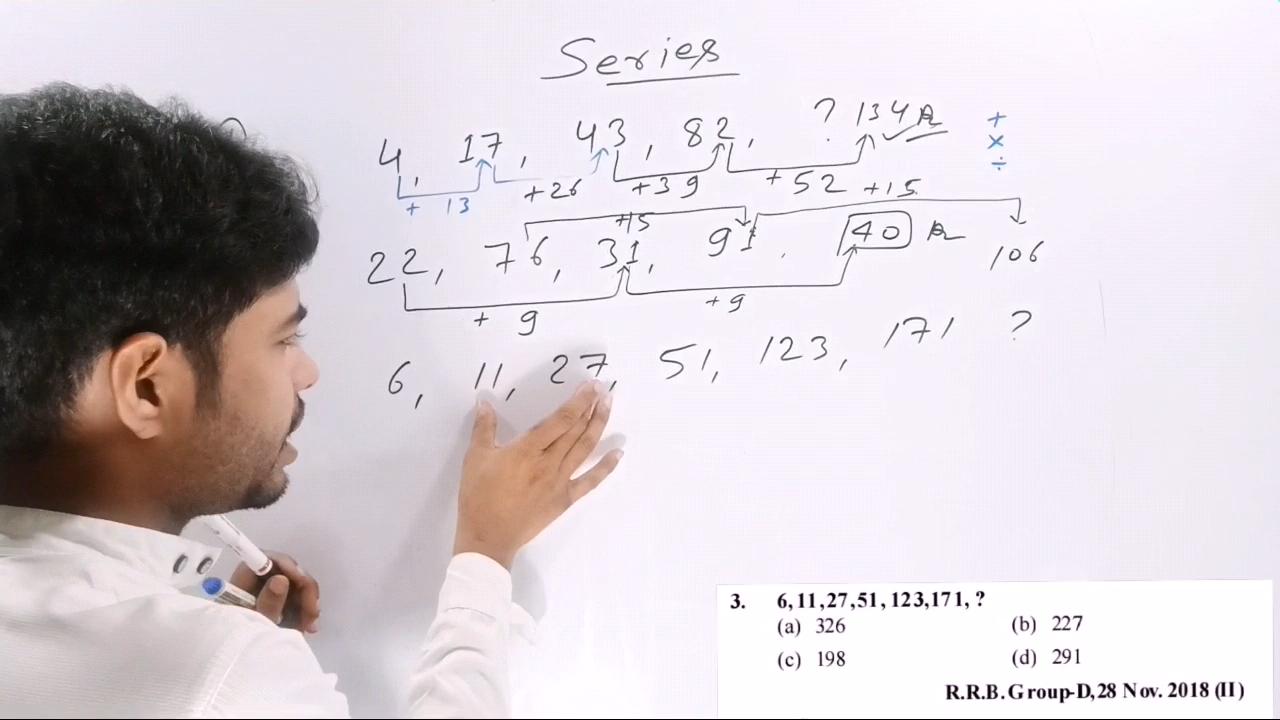 Series
4, 17, 43, 82, ? 134
+ 13 +26 +39 +52
+
×
÷
+15 +15
22, 76, 31, 91, 40 106
+ 9 +9
6, 11, 27, 51, 123, 171 ?
3. 6, 11, 27, 51, 123, 171, ?
(a) 326 (b) 227
(c) 198 (d) 291
R.R.B. Group-D, 28 Nov. 2018 (II)